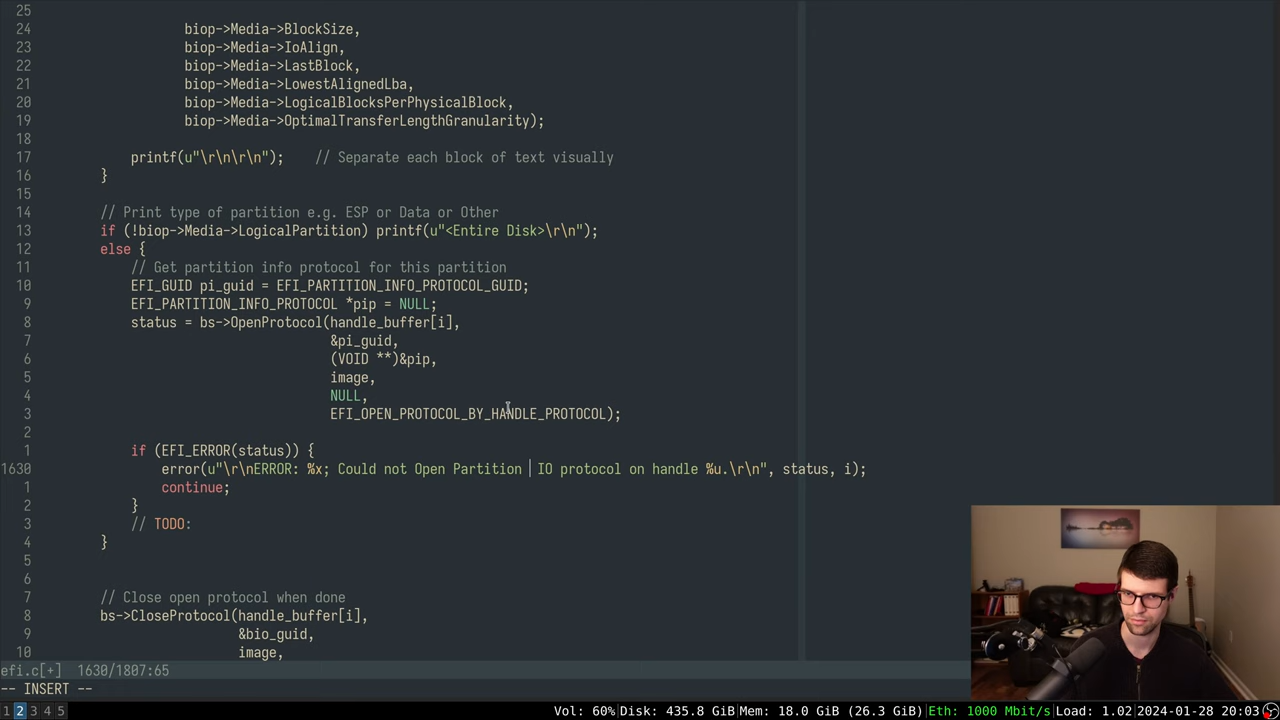 25
24 biop->Media->BlockSize,
23 biop->Media->IoAlign,
22 biop->Media->LastBlock,
21 biop->Media->LowestAlignedLba,
20 biop->Media->LogicalBlocksPerPhysicalBlock,
19 biop->Media->OptimalTransferLengthGranularity);
18
17 printf(u"\r\n\r\n"); // Separate each block of text visually
16 }
15
14 // Print type of partition e.g. ESP or Data or Other
13 if (!biop->Media->LogicalPartition) printf(u"<Entire Disk>\r\n");
12 else {
11 // Get partition info protocol for this partition
10 EFI_GUID pi_guid = EFI_PARTITION_INFO_PROTOCOL_GUID;
9 EFI_PARTITION_INFO_PROTOCOL *pip = NULL;
8 status = bs->OpenProtocol(handle_buffer[i],
7 &pi_guid,
6 (VOID **)&pip,
5 image,
4 NULL,
3 EFI_OPEN_PROTOCOL_BY_HANDLE_PROTOCOL);
2
1 if (EFI_ERROR(status)) {
1630 error(u"\r\nERROR: %x; Could not Open Partition  IO protocol on handle %u.\r\n", status, i);
1 continue;
2 }
3 // TODO:
4 }
5
6
7 // Close open protocol when done
8 bs->CloseProtocol(handle_buffer[i],
9 &bio_guid,
10 image,
efi.c[+] 1630/1807:65
-- INSERT --
1 2 3 4 5 Vol: 60%|Disk: 435.8 GiB|Mem: 18.0 GiB (26.3 GiB)|Eth: 1000 Mbit/s|Load: 1.02|2024-01-28 20:03